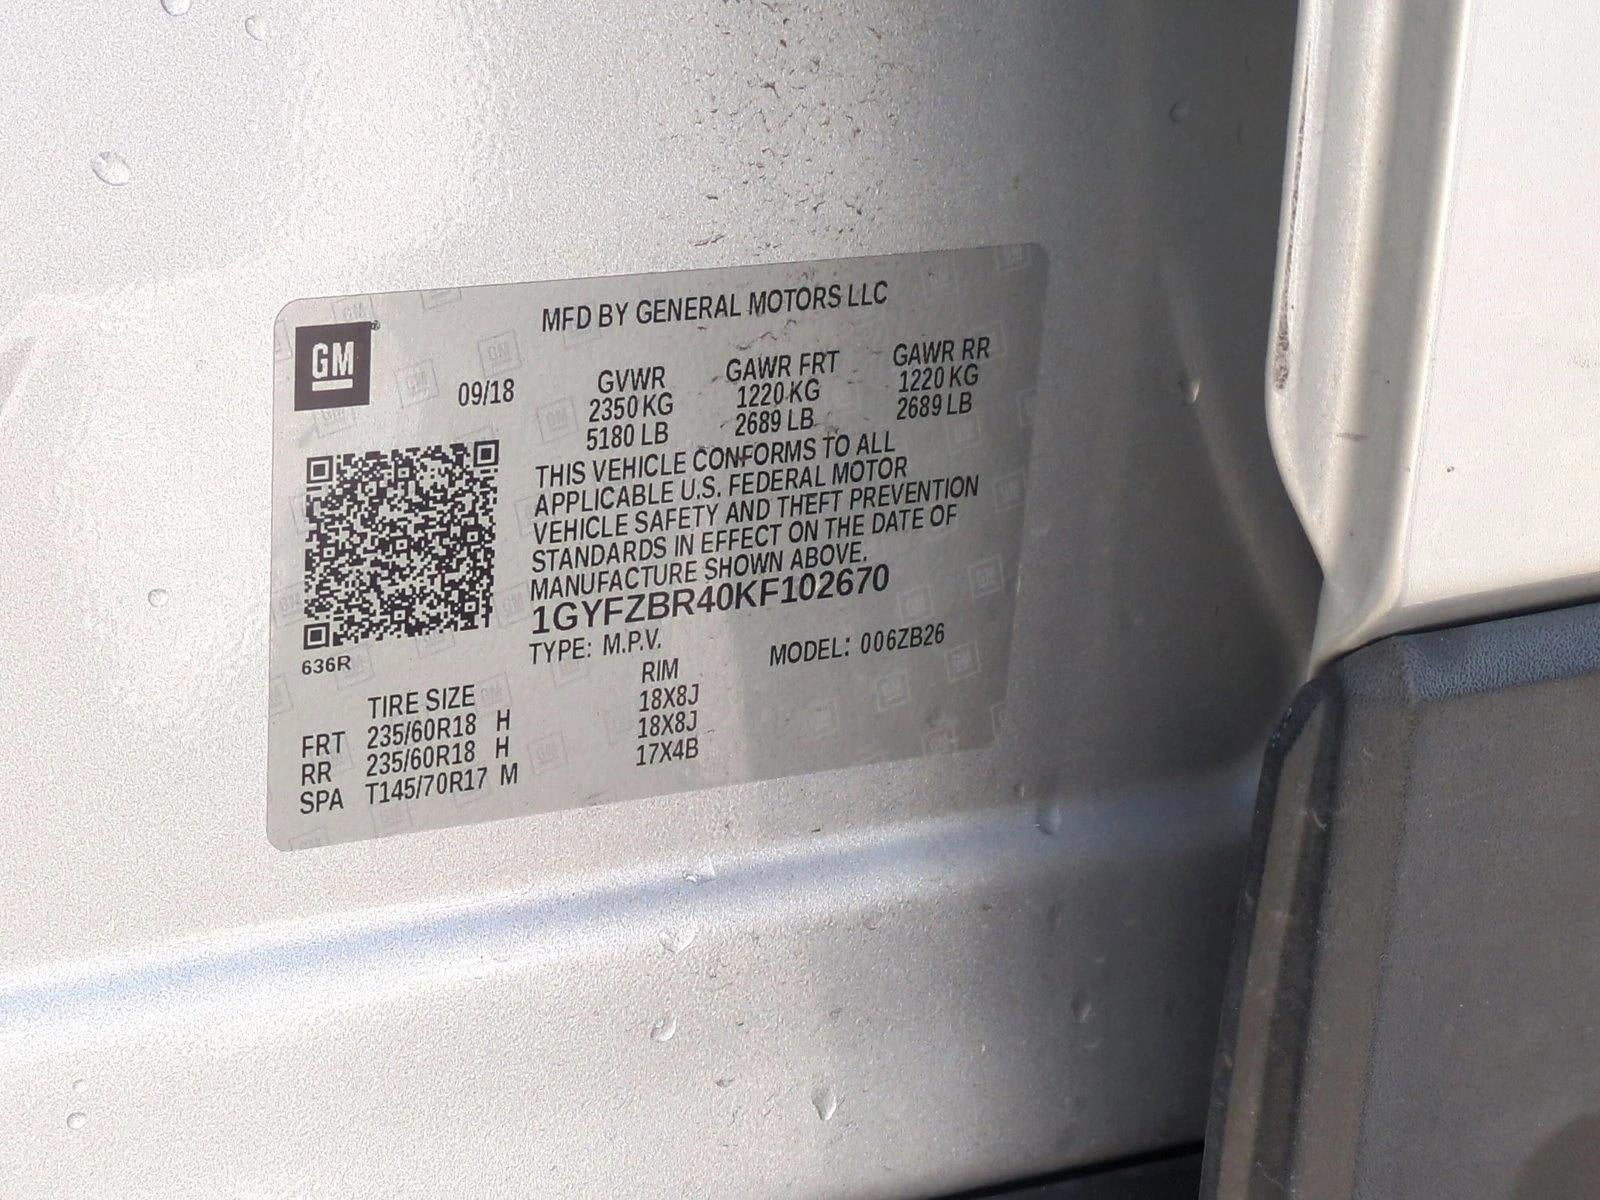 MFD BY GENERAL MOTORS LLC
GM
09/18
GVWR GAWR FRT GAWR RR
2350 KG 1220 KG 1220 KG
5180 LB 2689 LB 2689 LB
THIS VEHICLE CONFORMS TO ALL
APPLICABLE U.S. FEDERAL MOTOR
VEHICLE SAFETY AND THEFT PREVENTION
STANDARDS IN EFFECT ON THE DATE OF
MANUFACTURE SHOWN ABOVE.
1GYFZBR40KF102670
TYPE: M.P.V. MODEL: 006ZB26
636R
TIRE SIZE RIM
FRT 235/60R18 H 18X8J
RR 235/60R18 H 18X8J
SPA T145/70R17 M 17X4B